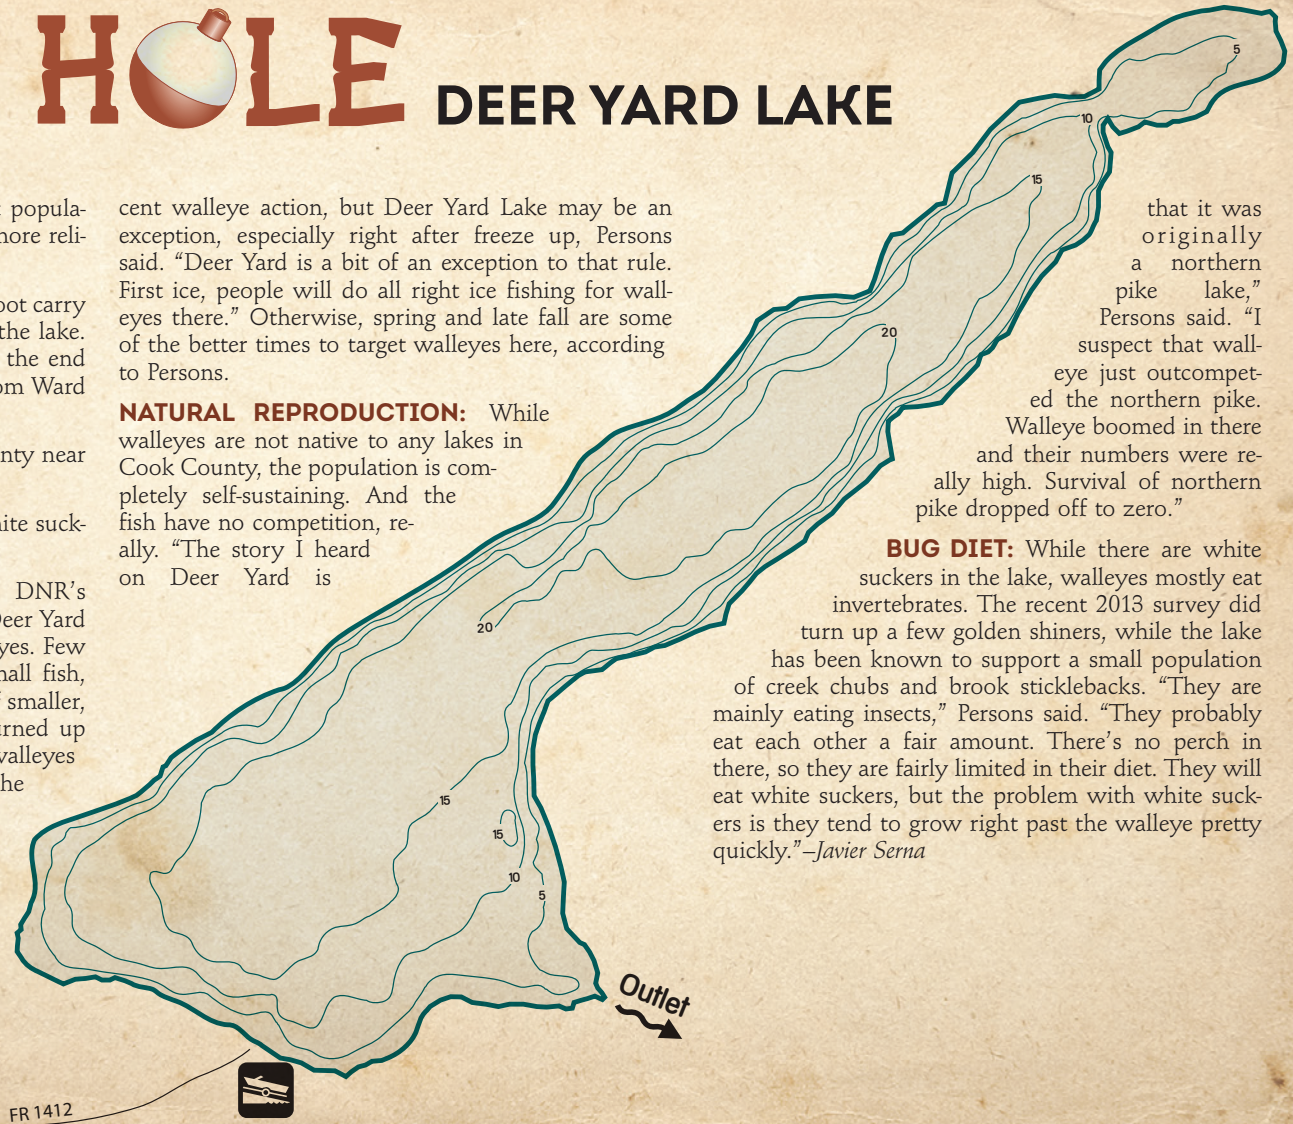 HOLE
DEER YARD LAKE
popula-
more reli-
foot carry
the lake.
the end
om Ward
nty near
ite suck-
DNR's
Deer Yard
yes. Few
mall fish,
smaller,
urned up
walleyes
he
cent walleye action, but Deer Yard Lake may be an
exception, especially right after freeze up, Persons
said. “Deer Yard is a bit of an exception to that rule.
First ice, people will do all right ice fishing for wall-
eyes there.” Otherwise, spring and late fall are some
of the better times to target walleyes here, according
to Persons.
NATURAL REPRODUCTION: While
walleyes are not native to any lakes in
Cook County, the population is com-
pletely self-sustaining. And the
fish have no competition, re-
ally. “The story I heard
on Deer Yard is
that it was
originally
a northern
pike lake,”
Persons said. “I
suspect that wall-
eye just outcompet-
ed the northern pike.
Walleye boomed in there
and their numbers were re-
ally high. Survival of northern
pike dropped off to zero.”
BUG DIET: While there are white
suckers in the lake, walleyes mostly eat
invertebrates. The recent 2013 survey did
turn up a few golden shiners, while the lake
has been known to support a small population
of creek chubs and brook sticklebacks. “They are
mainly eating insects,” Persons said. “They probably
eat each other a fair amount. There’s no perch in
there, so they are fairly limited in their diet. They will
eat white suckers, but the problem with white suck-
ers is they tend to grow right past the walleye pretty
quickly.”–Javier Serna
5
10
15
20
20
15
15
10
5
Outlet
FR 1412